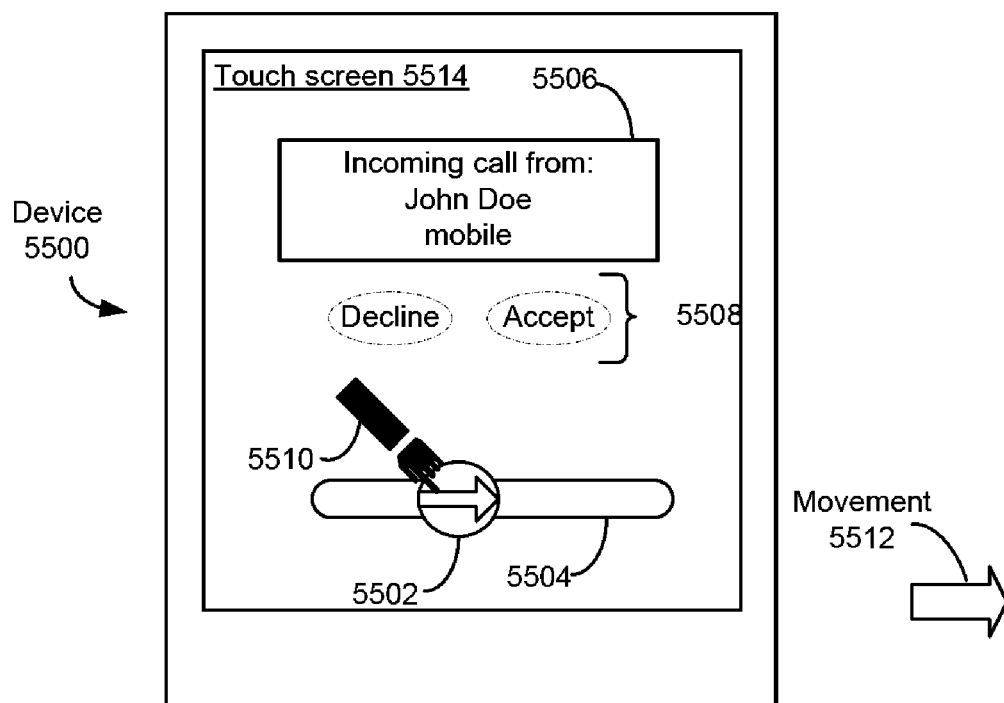 Touch screen 5514
5506
Incoming call from:
John Doe
mobile
Device
5500
Decline
Accept
5508
5510
Movement
5512
5502
5504